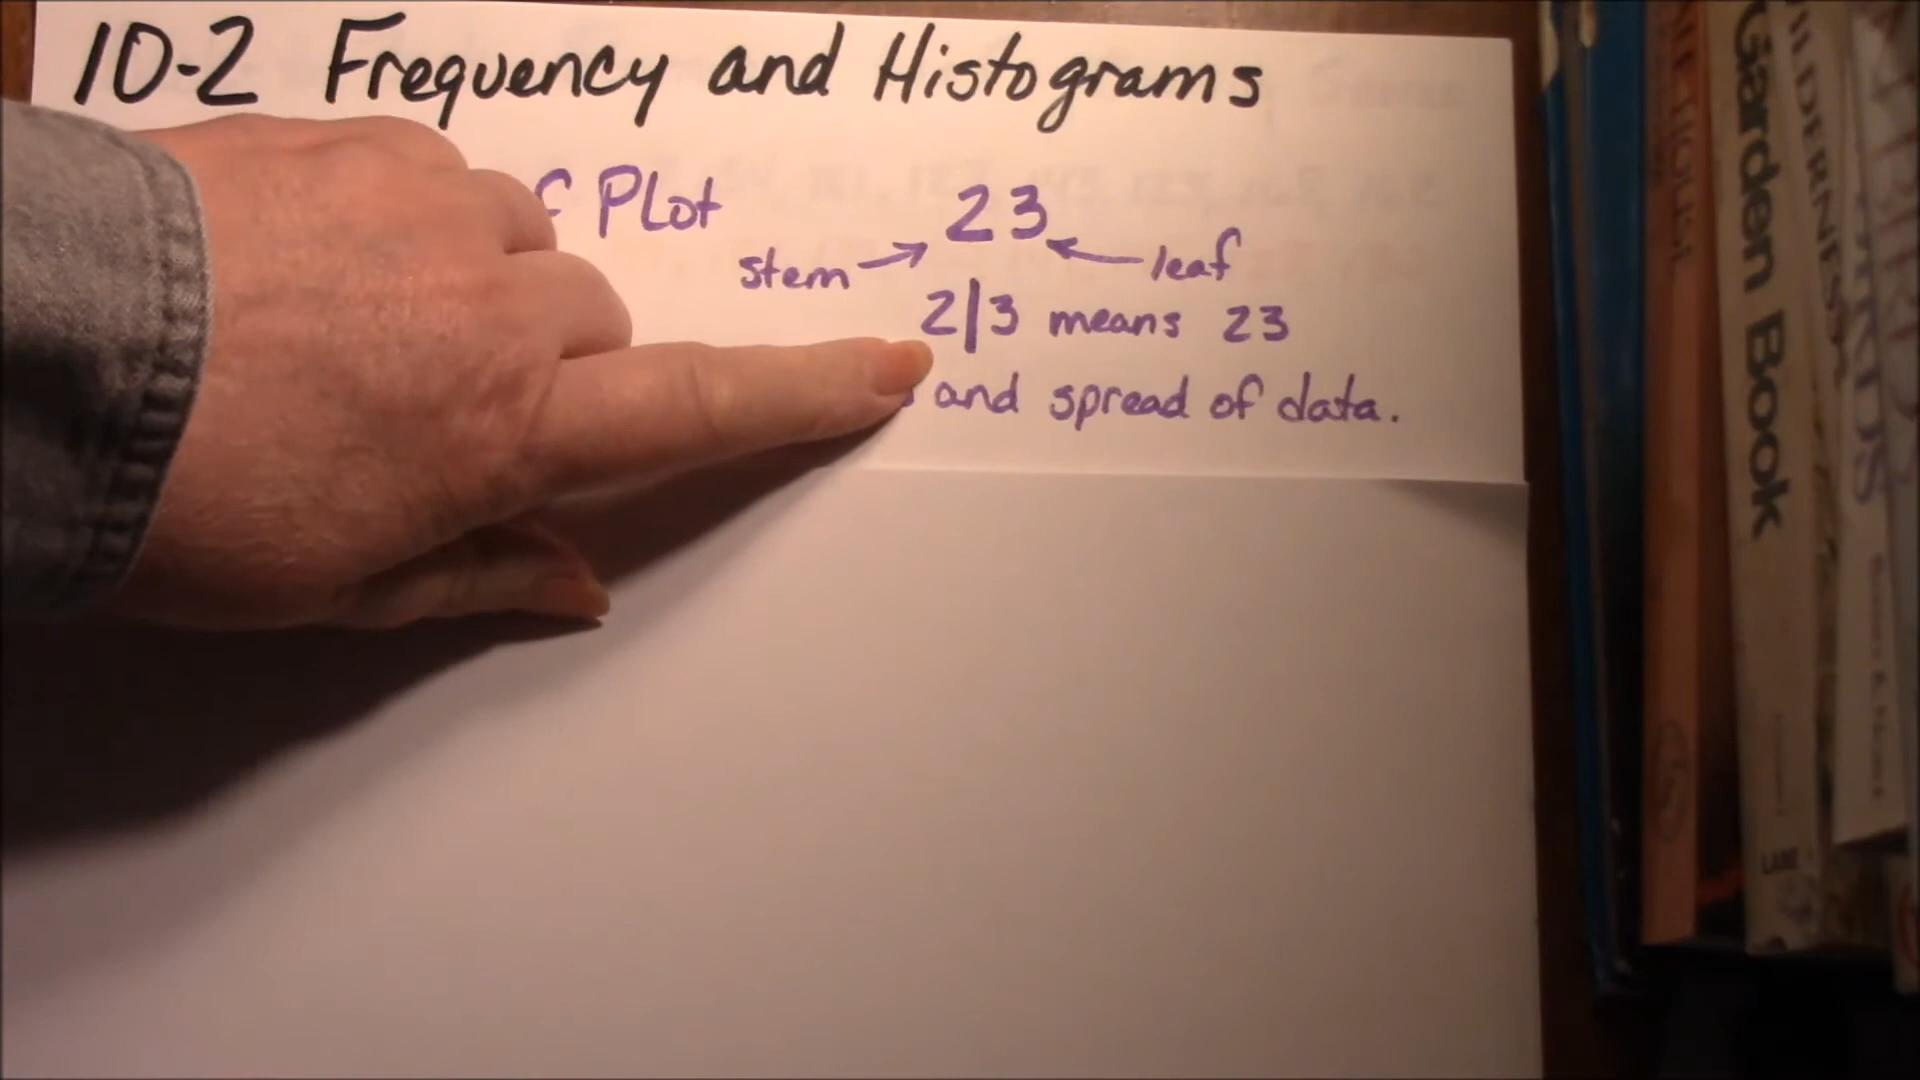 10-2 Frequency and Histograms
Plot
23
stem
leaf
2|3 means 23
and spread of data.
Garden Book
LANE